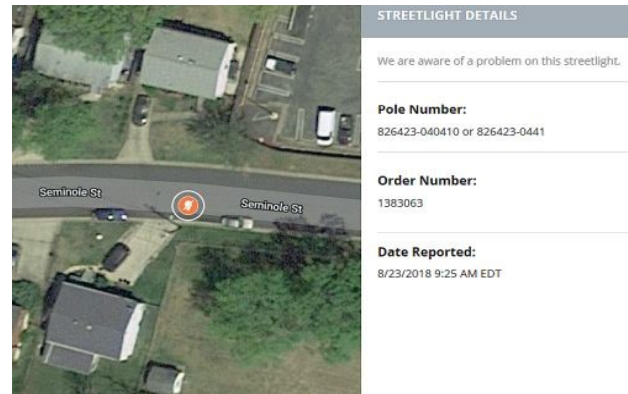 STREETLIGHT DETAILS
We are aware of a problem on this streetlight.
Pole Number:
826423-040410 or 826423-0441
Order Number:
1383063
Date Reported:
8/23/2018 9:25 AM EDT
Seminole St
Seminole St